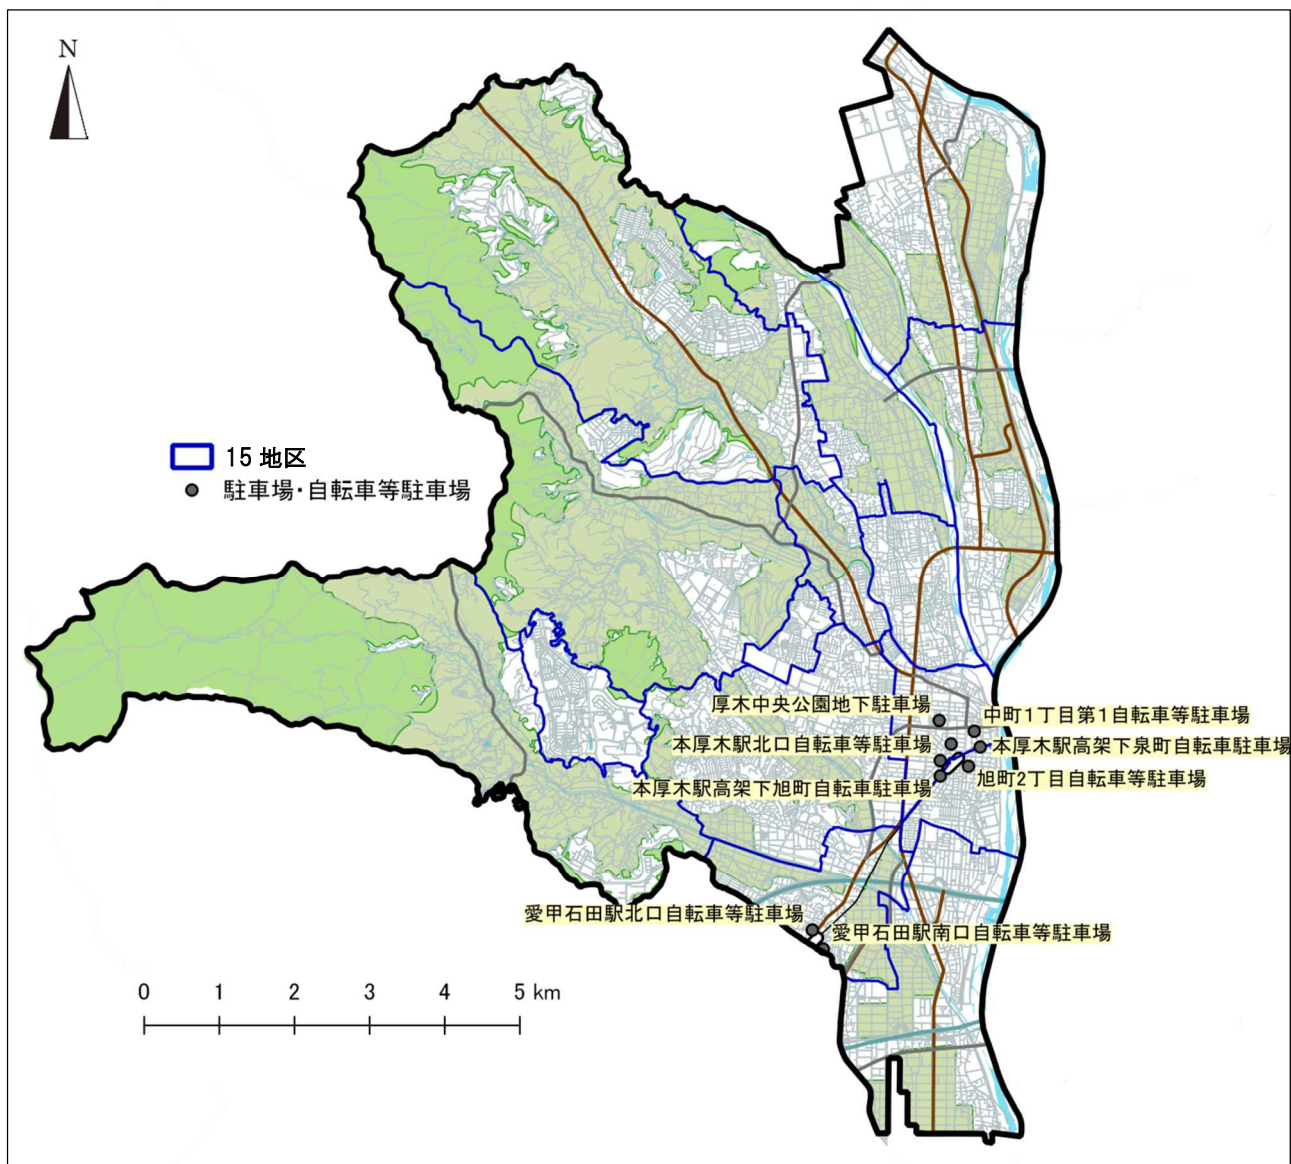 N
15 地区
駐車場・自転車等駐車場
厚木中央公園地下駐車場
中町1丁目第1自転車等駐車場
本厚木駅北口自転車等駐車場
本厚木駅高架下泉町自転車駐車場
本厚木駅高架下旭町自転車駐車場
旭町2丁目自転車等駐車場
愛甲石田駅北口自転車等駐車場
愛甲石田駅南口自転車等駐車場
0 1 2 3 4 5 km